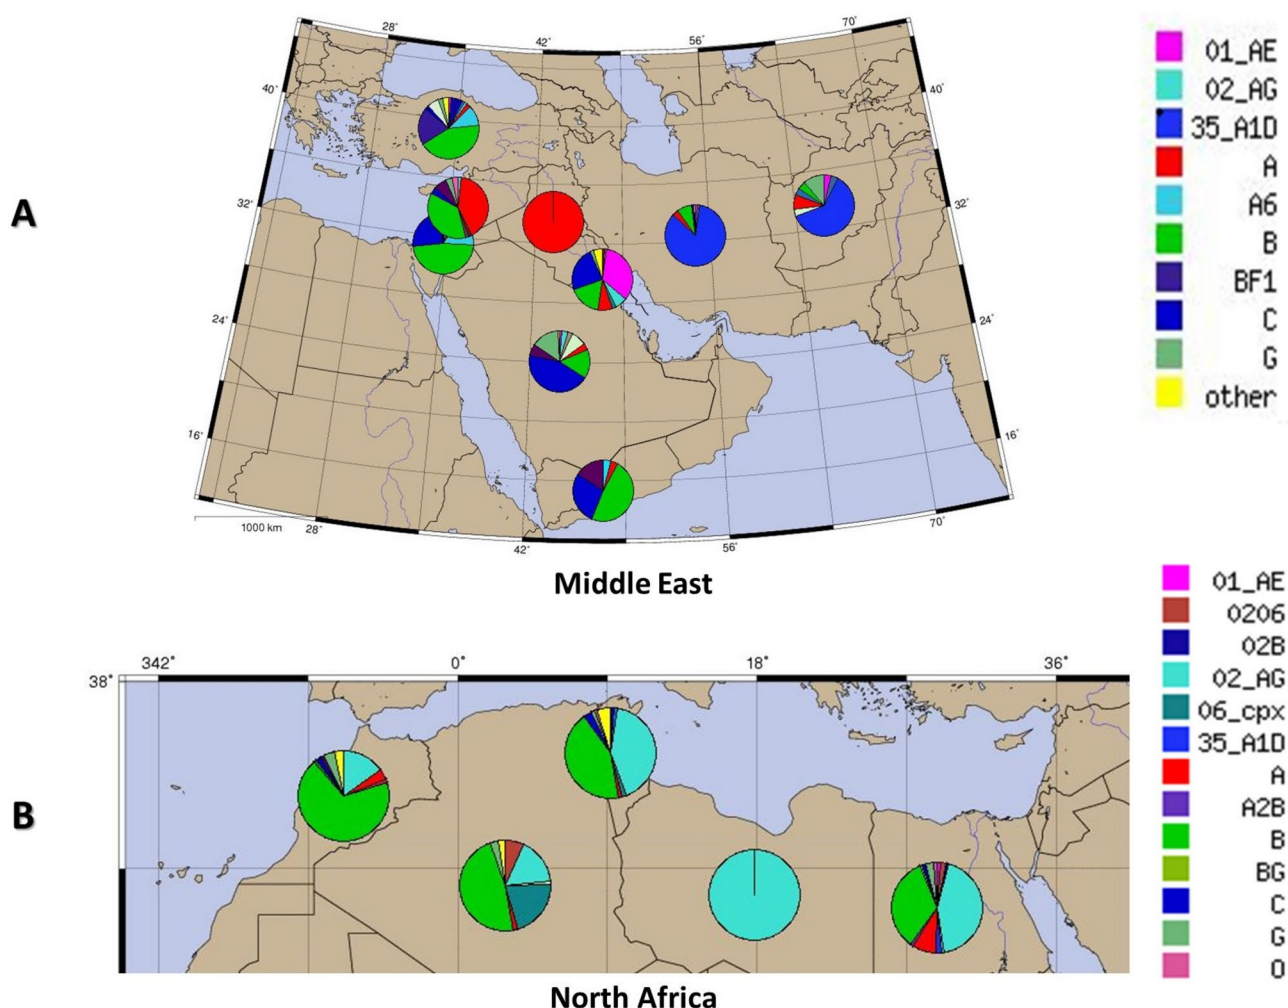 A
28°
42°
56°
70°
40°
40°
32°
32°
24°
24°
16°
16°
1000 km
28°
42°
56°
70°
Middle East
01_AE
02_AG
35_A1D
A
A6
B
BF1
C
G
other
B
342°
0°
18°
36°
38°
38°
North Africa
01_AE
0206
02B
02_AG
06_cpx
35_A1D
A
A2B
B
BG
C
G
O